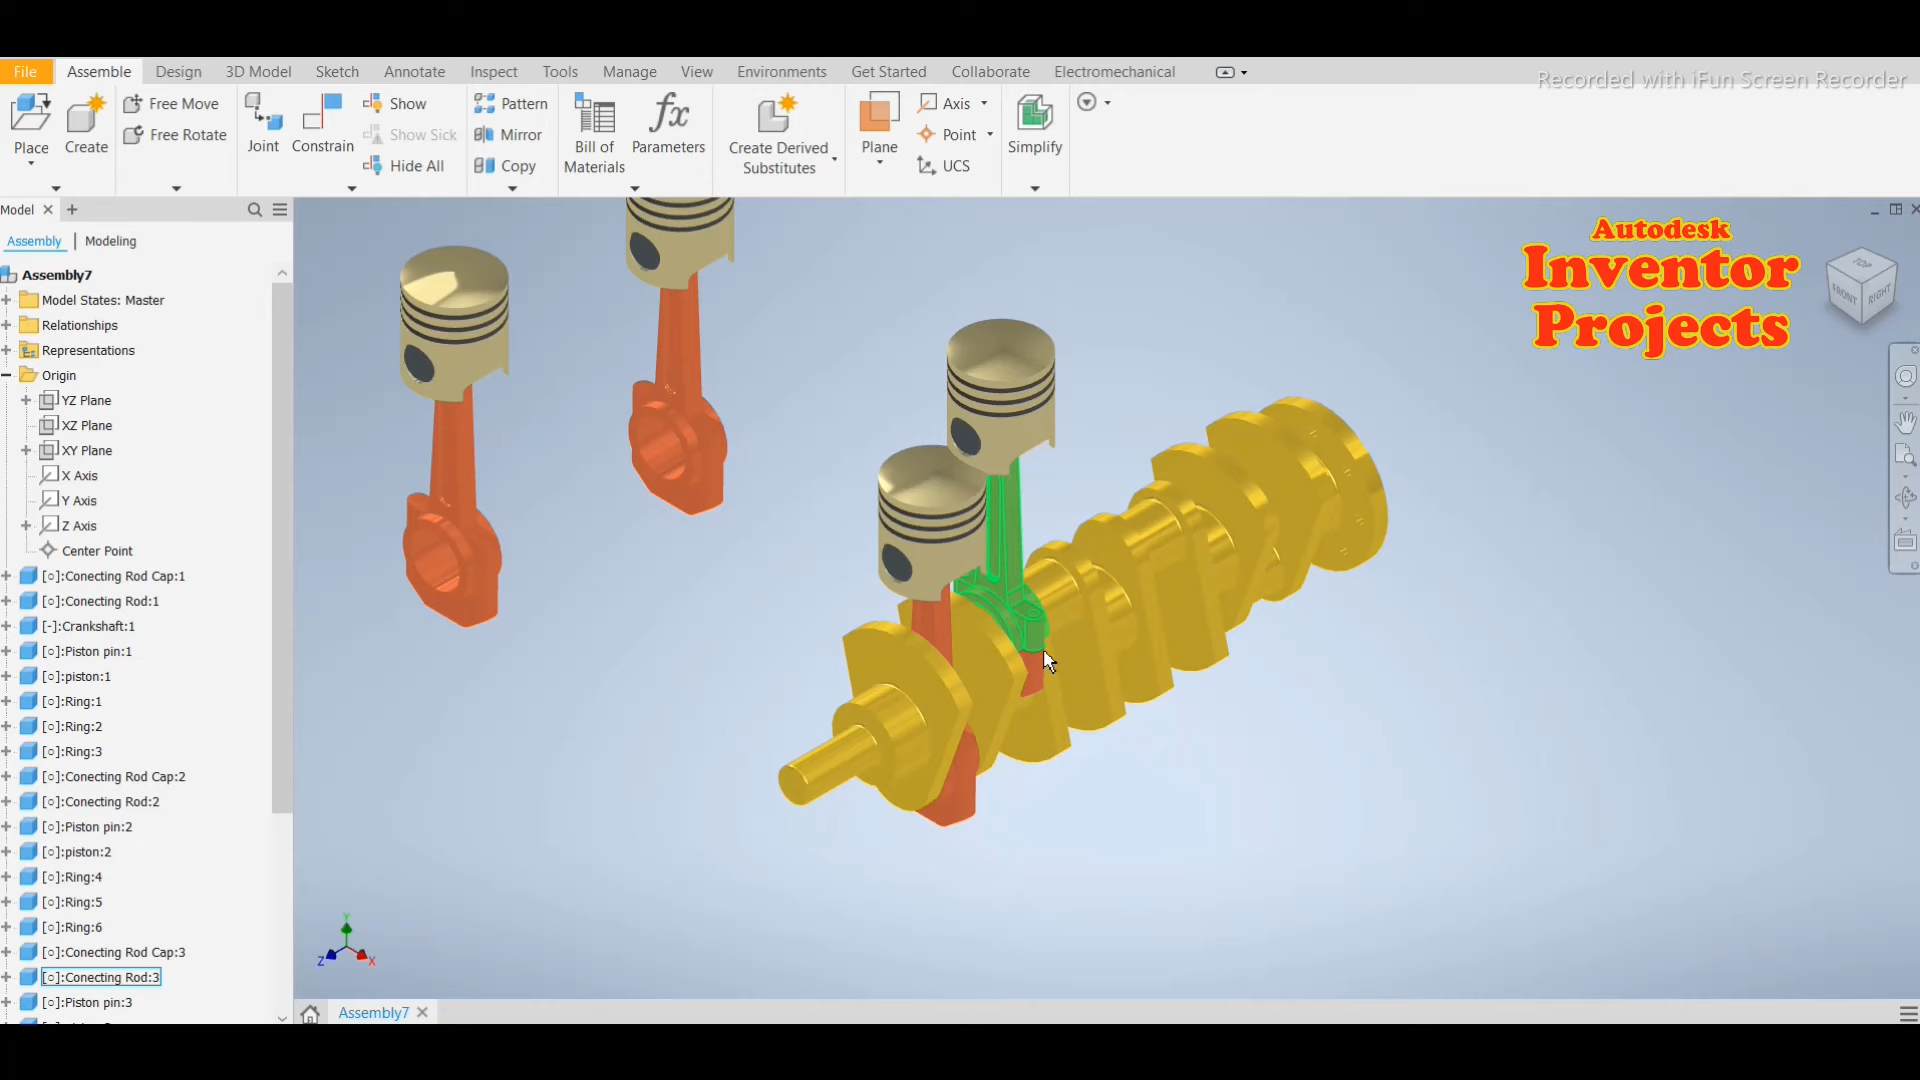 File Assemble Design 3D Model Sketch Annotate Inspect Tools Manage View Environments Get Started Collaborate Electromechanical
Recorded with iFun Screen Recorder
Place
Create
Free Move
Free Rotate
Joint
Constrain
Show
Show Sick
Hide All
Pattern
Mirror
Copy
Bill of
Materials
fx
Parameters
Create Derived
Substitutes
Plane
Axis
Point
UCS
Simplify
Model
Assembly | Modeling
Assembly7
Model States: Master
Relationships
Representations
Origin
YZ Plane
XZ Plane
XY Plane
X Axis
Y Axis
Z Axis
Center Point
[○]:Conecting Rod Cap:1
[○]:Conecting Rod:1
[-]:Crankshaft:1
[○]:Piston pin:1
[○]:piston:1
[○]:Ring:1
[○]:Ring:2
[○]:Ring:3
[○]:Conecting Rod Cap:2
[○]:Conecting Rod:2
[○]:Piston pin:2
[○]:piston:2
[○]:Ring:4
[○]:Ring:5
[○]:Ring:6
[○]:Conecting Rod Cap:3
[○]:Conecting Rod:3
[○]:Piston pin:3
Autodesk
Inventor
Projects
TOP
FRONT
RIGHT
Y
Z
X
Assembly7